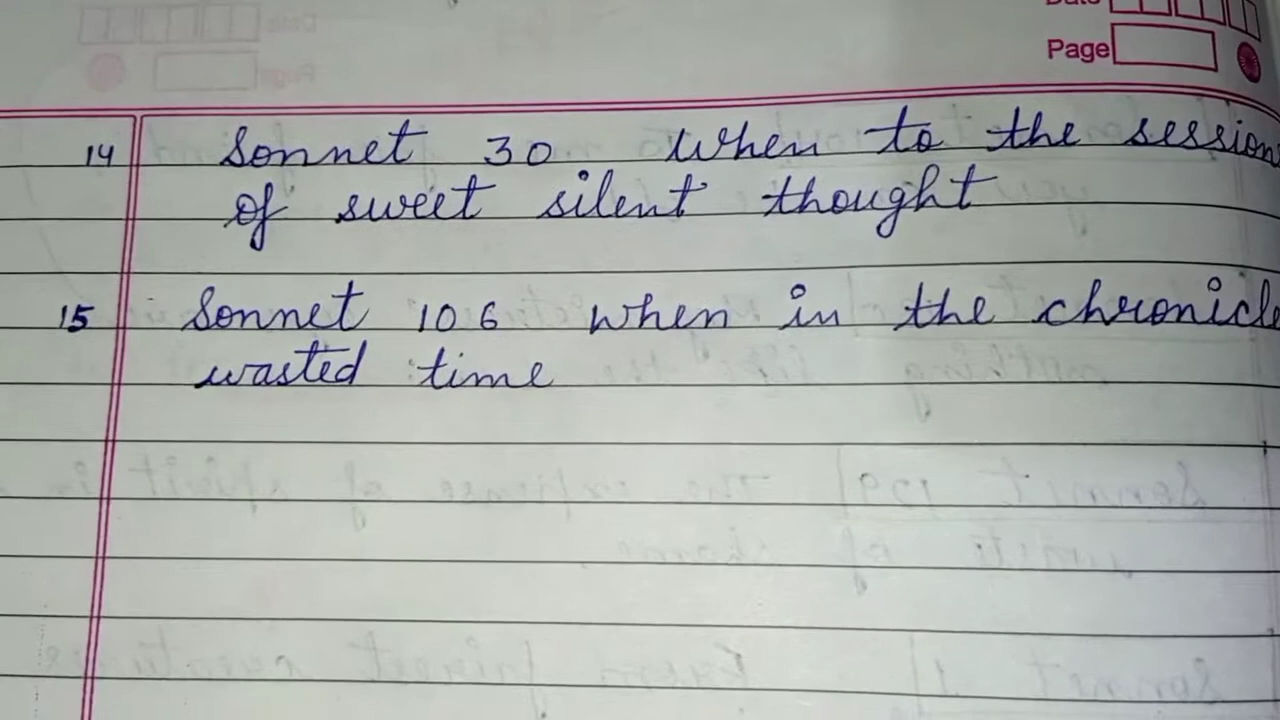 Page
14 Sonnet 30 When to the session
of sweet silent thought
15 Sonnet 106 when in the chronicle
wasted time